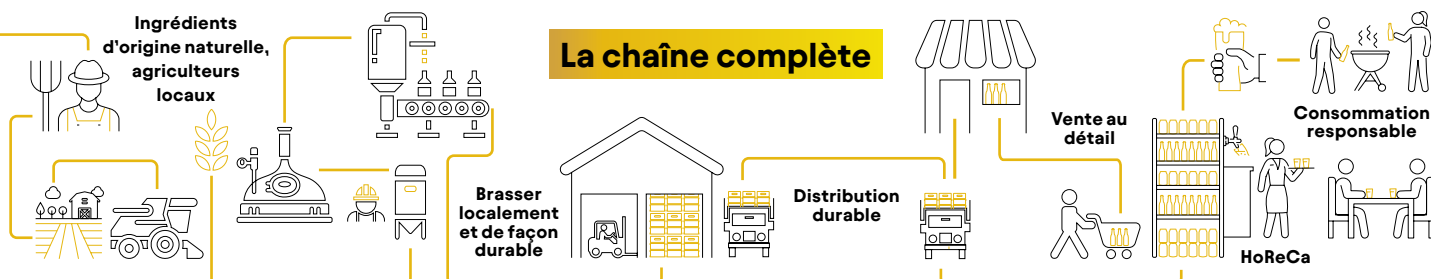 Ingrédients
d'origine naturelle,
agriculteurs
locaux
La chaîne complète
Brasser
localement
et de façon
durable
Distribution
durable
Vente au
détail
HoReCa
Consommation
responsable